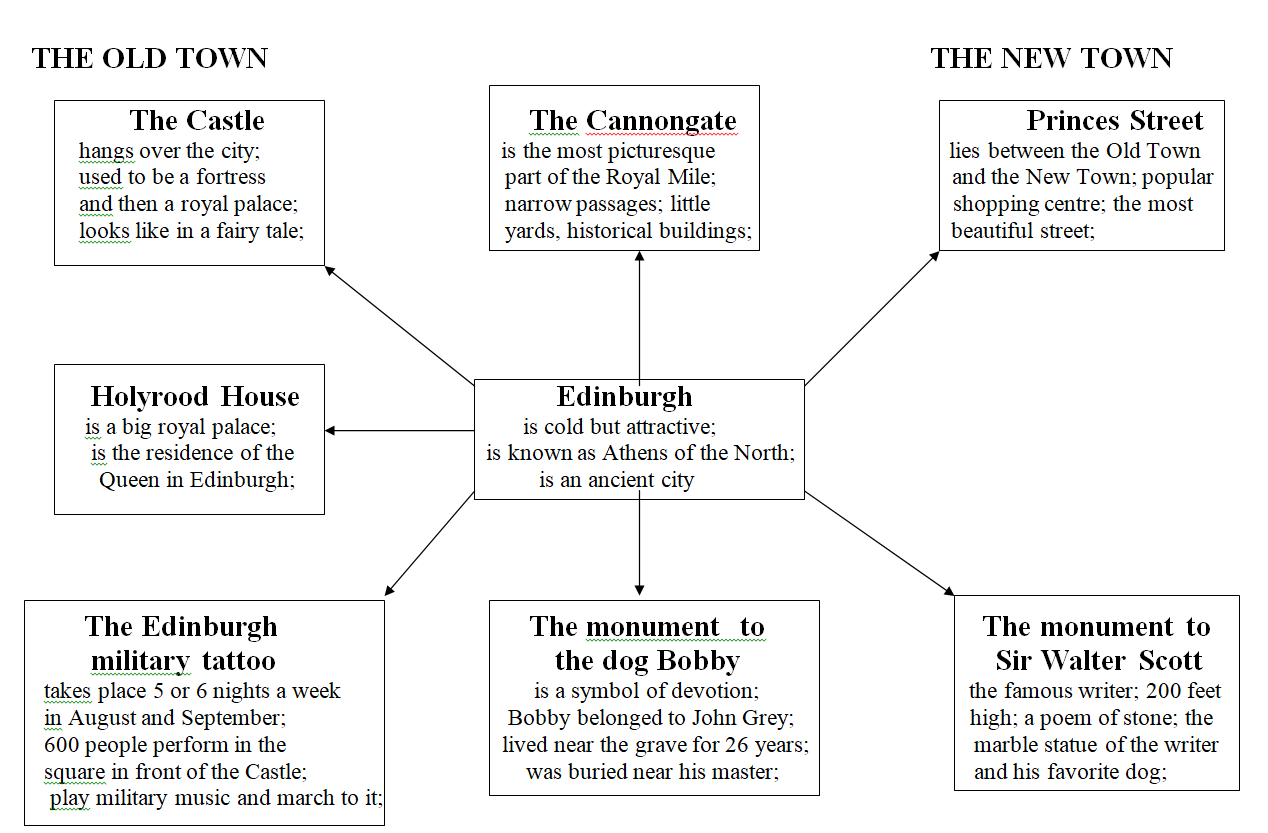 THE OLD TOWN
THE NEW TOWN
The Castle
hangs over the city;
used to be a fortress
and then a royal palace;
looks like in a fairy tale;
The Cannongate
is the most picturesque
part of the Royal Mile;
narrow passages; little
yards, historical buildings;
Princes Street
lies between the Old Town
and the New Town; popular
shopping centre; the most
beautiful street;
Holyrood House
is a big royal palace;
is the residence of the
Queen in Edinburgh;
Edinburgh
is cold but attractive;
is known as Athens of the North;
is an ancient city
The Edinburgh
military tattoo
takes place 5 or 6 nights a week
in August and September;
600 people perform in the
square in front of the Castle;
play military music and march to it;
The monument to
the dog Bobby
is a symbol of devotion;
Bobby belonged to John Grey;
lived near the grave for 26 years;
was buried near his master;
The monument to
Sir Walter Scott
the famous writer; 200 feet
high; a poem of stone; the
marble statue of the writer
and his favorite dog;